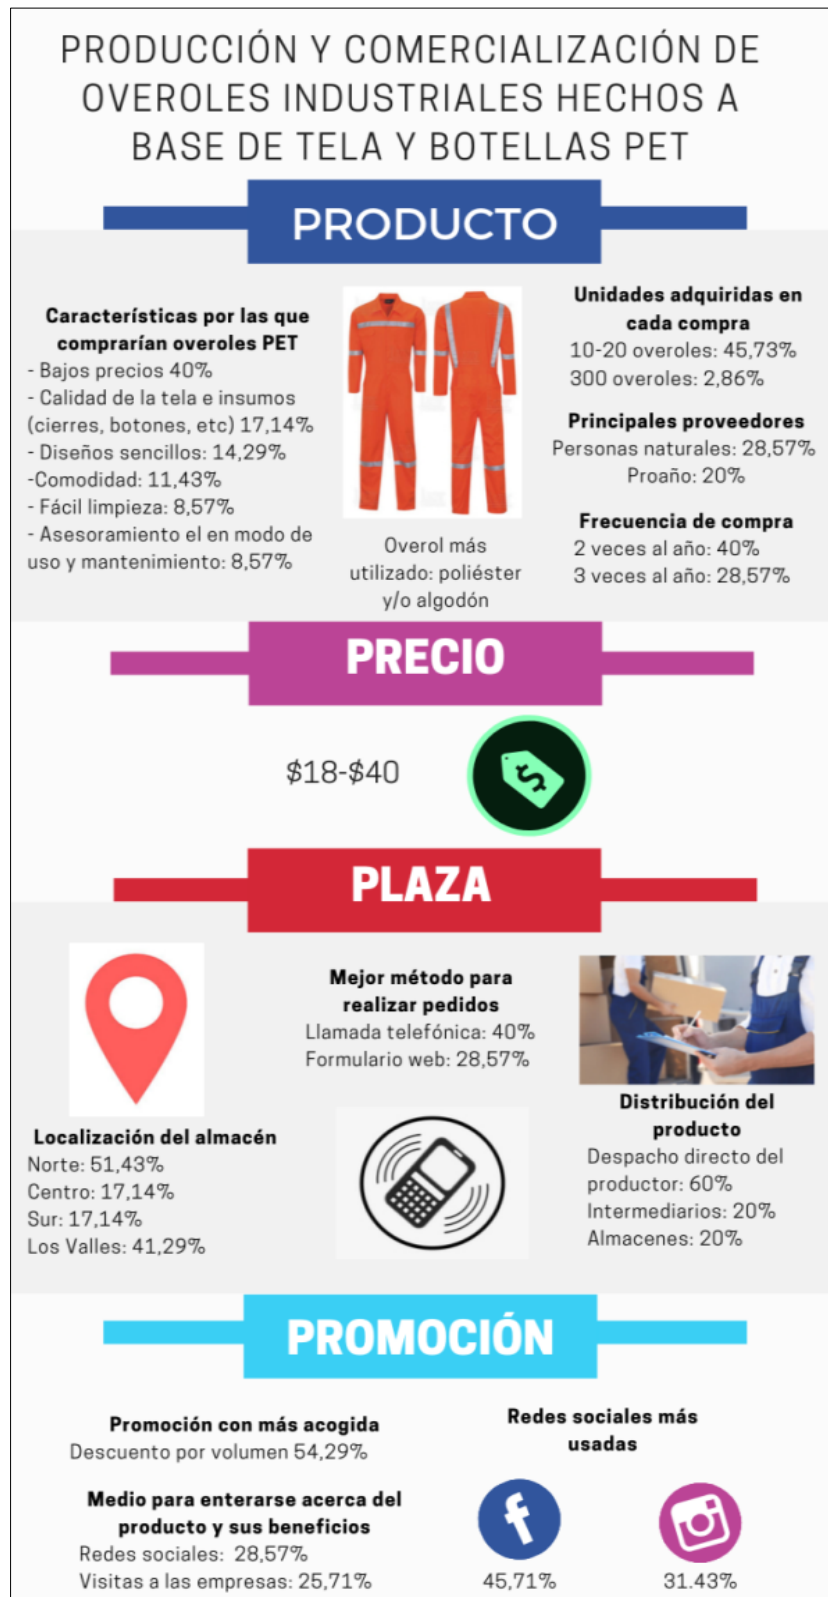 PRODUCCIÓN Y COMERCIALIZACIÓN DE
OVEROLES INDUSTRIALES HECHOS A
BASE DE TELA Y BOTELLAS PET
PRODUCTO
Características por las que
comprarían overoles PET
- Bajos precios 40%
- Calidad de la tela e insumos
(cierres, botones, etc) 17,14%
- Diseños sencillos: 14,29%
-Comodidad: 11,43%
- Fácil limpieza: 8,57%
- Asesoramiento el en modo de
uso y mantenimiento: 8,57%
Overol más
utilizado: poliéster
y/o algodón
Unidades adquiridas en
cada compra
10-20 overoles: 45,73%
300 overoles: 2,86%
Principales proveedores
Personas naturales: 28,57%
Proaño: 20%
Frecuencia de compra
2 veces al año: 40%
3 veces al año: 28,57%
PRECIO
$18-$40
$
PLAZA
Localización del almacén
Norte: 51,43%
Centro: 17,14%
Sur: 17,14%
Los Valles: 41,29%
Mejor método para
realizar pedidos
Llamada telefónica: 40%
Formulario web: 28,57%
Distribución del
producto
Despacho directo del
productor: 60%
Intermediarios: 20%
Almacenes: 20%
PROMOCIÓN
Promoción con más acogida
Descuento por volumen 54,29%
Medio para enterarse acerca del
producto y sus beneficios
Redes sociales: 28,57%
Visitas a las empresas: 25,71%
Redes sociales más
usadas
f
45,71%
31.43%